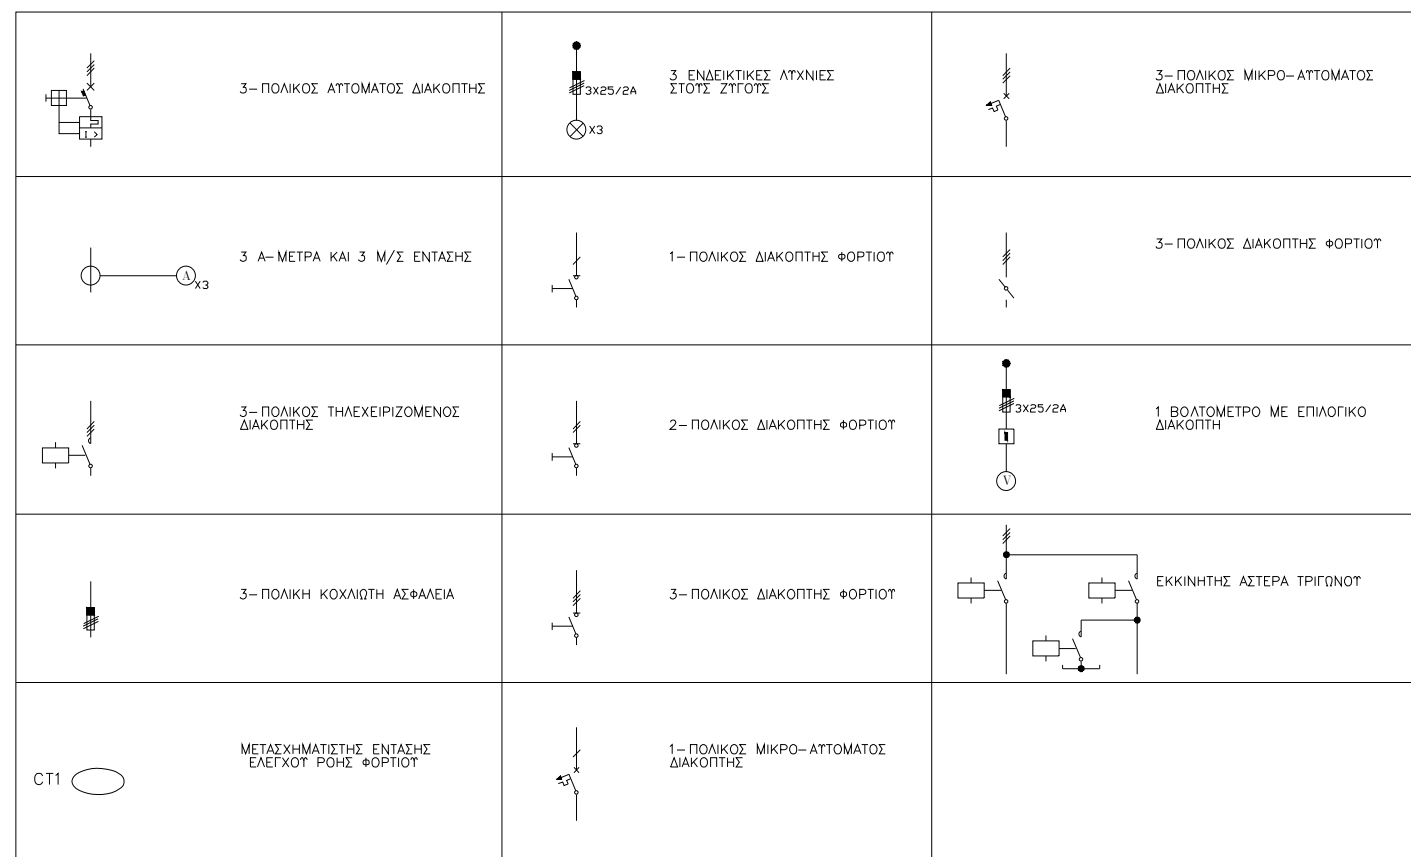 3-ΠΟΛΙΚΟΣ ΑΥΤΟΜΑΤΟΣ ΔΙΑΚΟΠΤΗΣ
3X25/2A
X3
3 ΕΝΔΕΙΚΤΙΚΕΣ ΛΥΧΝΙΕΣ
ΣΤΟΥΣ ΖΥΓΟΥΣ
3-ΠΟΛΙΚΟΣ ΜΙΚΡΟ-ΑΥΤΟΜΑΤΟΣ
ΔΙΑΚΟΠΤΗΣ
I >
A
X3
3 Α-ΜΕΤΡΑ ΚΑΙ 3 Μ/Σ ΕΝΤΑΣΗΣ
1-ΠΟΛΙΚΟΣ ΔΙΑΚΟΠΤΗΣ ΦΟΡΤΙΟΥ
3-ΠΟΛΙΚΟΣ ΔΙΑΚΟΠΤΗΣ ΦΟΡΤΙΟΥ
3-ΠΟΛΙΚΟΣ ΤΗΛΕΧΕΙΡΙΖΟΜΕΝΟΣ
ΔΙΑΚΟΠΤΗΣ
2-ΠΟΛΙΚΟΣ ΔΙΑΚΟΠΤΗΣ ΦΟΡΤΙΟΥ
3X25/2A
V
1 ΒΟΛΤΟΜΕΤΡΟ ΜΕ ΕΠΙΛΟΓΙΚΟ
ΔΙΑΚΟΠΤΗ
3-ΠΟΛΙΚΗ ΚΟΧΛΙΩΤΗ ΑΣΦΑΛΕΙΑ
3-ΠΟΛΙΚΟΣ ΔΙΑΚΟΠΤΗΣ ΦΟΡΤΙΟΥ
ΕΚΚΙΝΗΤΗΣ ΑΣΤΕΡΑ ΤΡΙΓΩΝΟΥ
CT1
ΜΕΤΑΣΧΗΜΑΤΙΣΤΗΣ ΕΝΤΑΣΗΣ
ΕΛΕΓΧΟΥ ΡΟΗΣ ΦΟΡΤΙΟΥ
1-ΠΟΛΙΚΟΣ ΜΙΚΡΟ-ΑΥΤΟΜΑΤΟΣ
ΔΙΑΚΟΠΤΗΣ